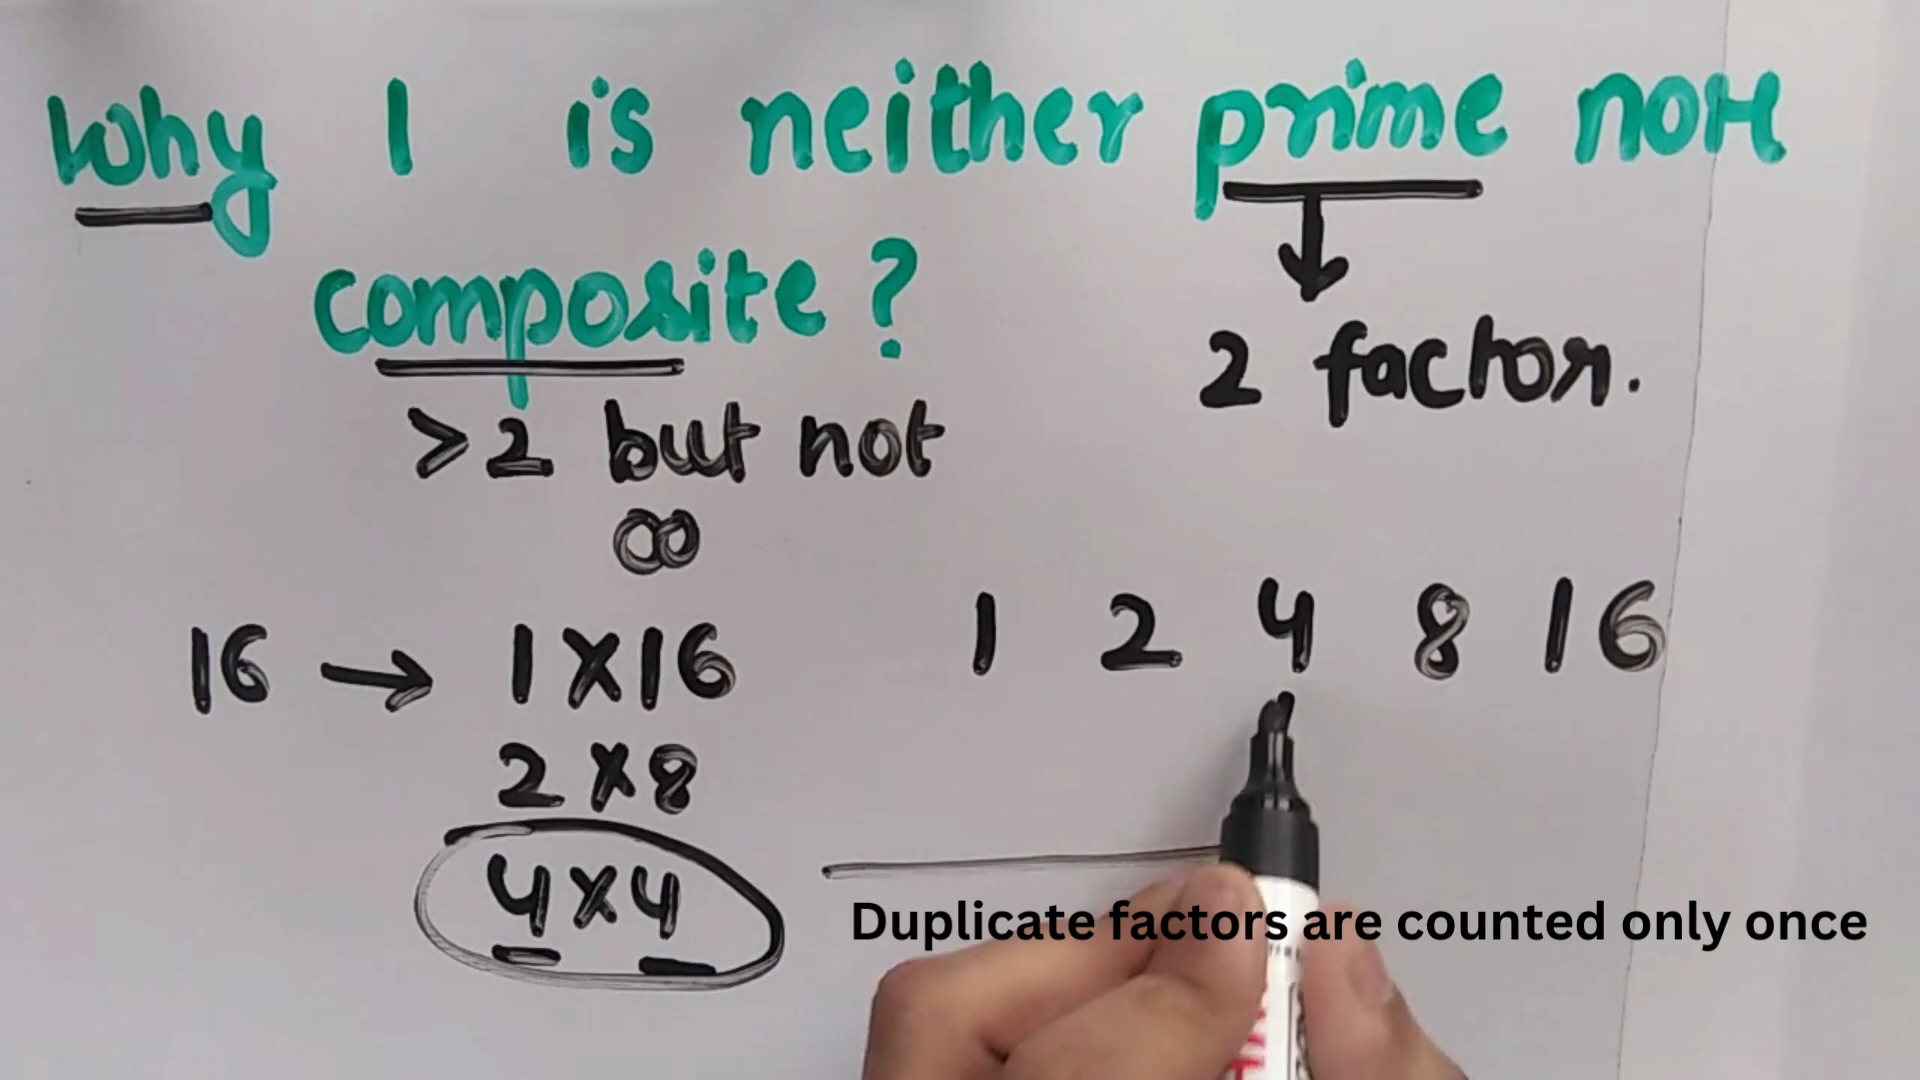 Why 1 is neither prime nor
composite?
2 factor.
>2 but not
∞
16 → 1×16
2×8
4×4
1 2 4 8 16
Duplicate factors are counted only once